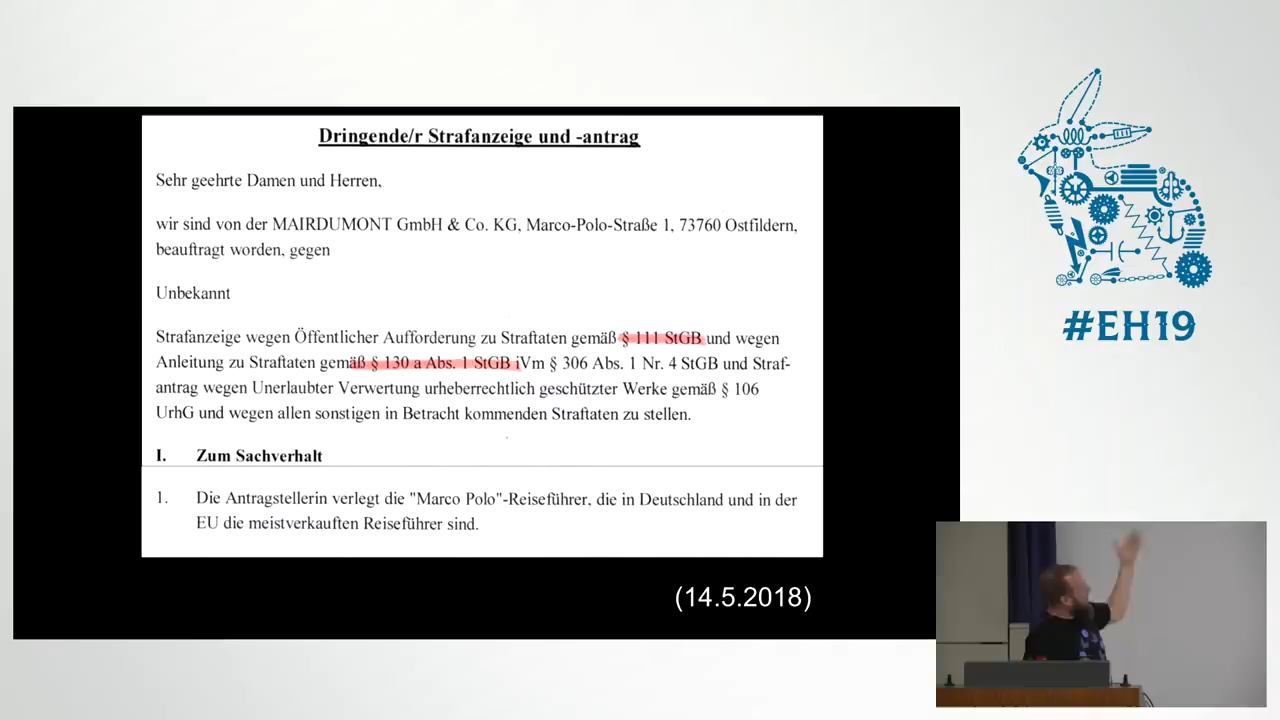 Dringende/r Strafanzeige und -antrag
Sehr geehrte Damen und Herren,
wir sind von der MAIRDUMONT GmbH & Co. KG, Marco-Polo-Straße 1, 73760 Ostfildern,
beauftragt worden, gegen
Unbekannt
Strafanzeige wegen Öffentlicher Aufforderung zu Straftaten gemäß § 111 StGB und wegen
Anleitung zu Straftaten gemäß § 130 a Abs. 1 StGB iVm § 306 Abs. 1 Nr. 4 StGB und Straf-
antrag wegen Unerlaubter Verwertung urheberrechtlich geschützter Werke gemäß § 106
UrhG und wegen allen sonstigen in Betracht kommenden Straftaten zu stellen.
I. Zum Sachverhalt
1. Die Antragstellerin verlegt die "Marco Polo"-Reiseführer, die in Deutschland und in der
EU die meistverkauften Reiseführer sind.
(14.5.2018)
#EH19